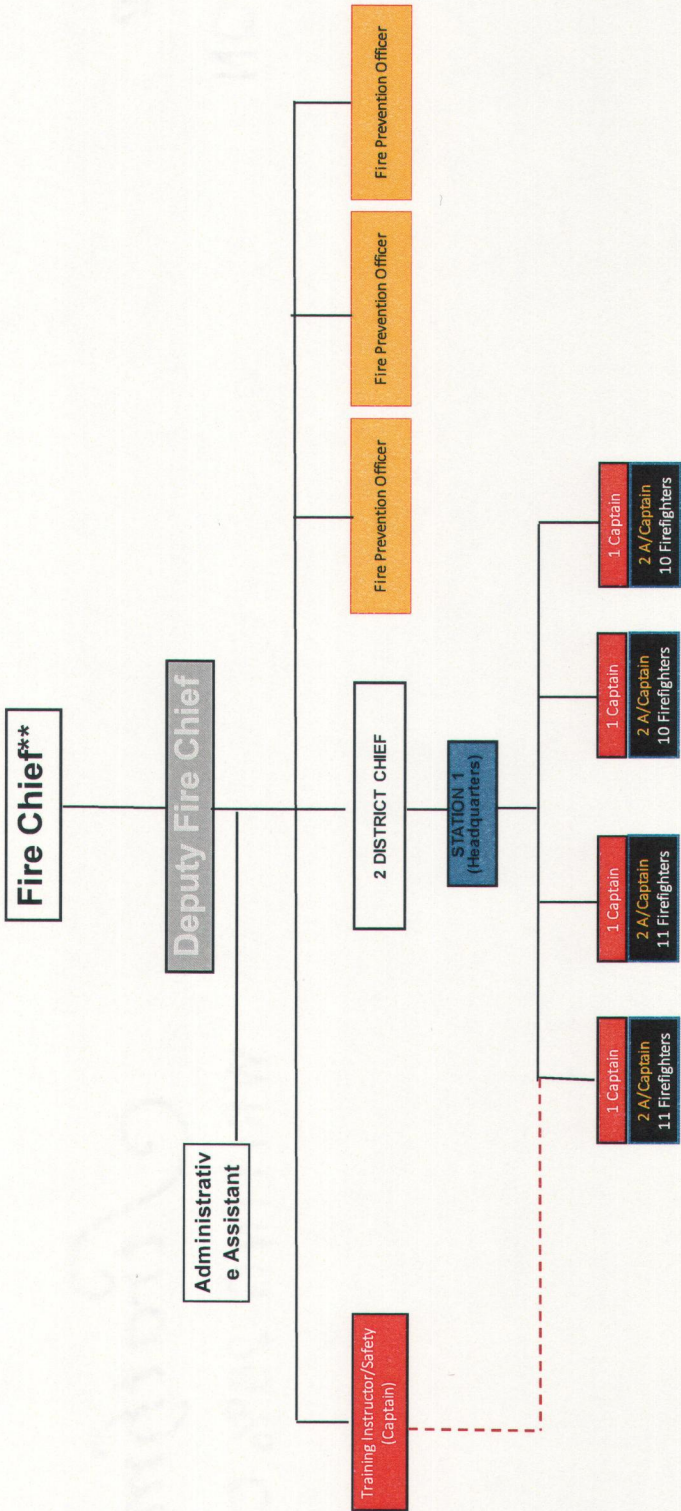 Fire Chief**
Deputy Fire Chief
Administrativ
e Assistant
Training Instructor/Safety
(Captain)
2 DISTRICT CHIEF
Fire Prevention Officer
Fire Prevention Officer
Fire Prevention Officer
STATION 1
(Headquarters)
1 Captain
2 A/Captain
11 Firefighters
1 Captain
2 A/Captain
11 Firefighters
1 Captain
2 A/Captain
10 Firefighters
1 Captain
2 A/Captain
10 Firefighters